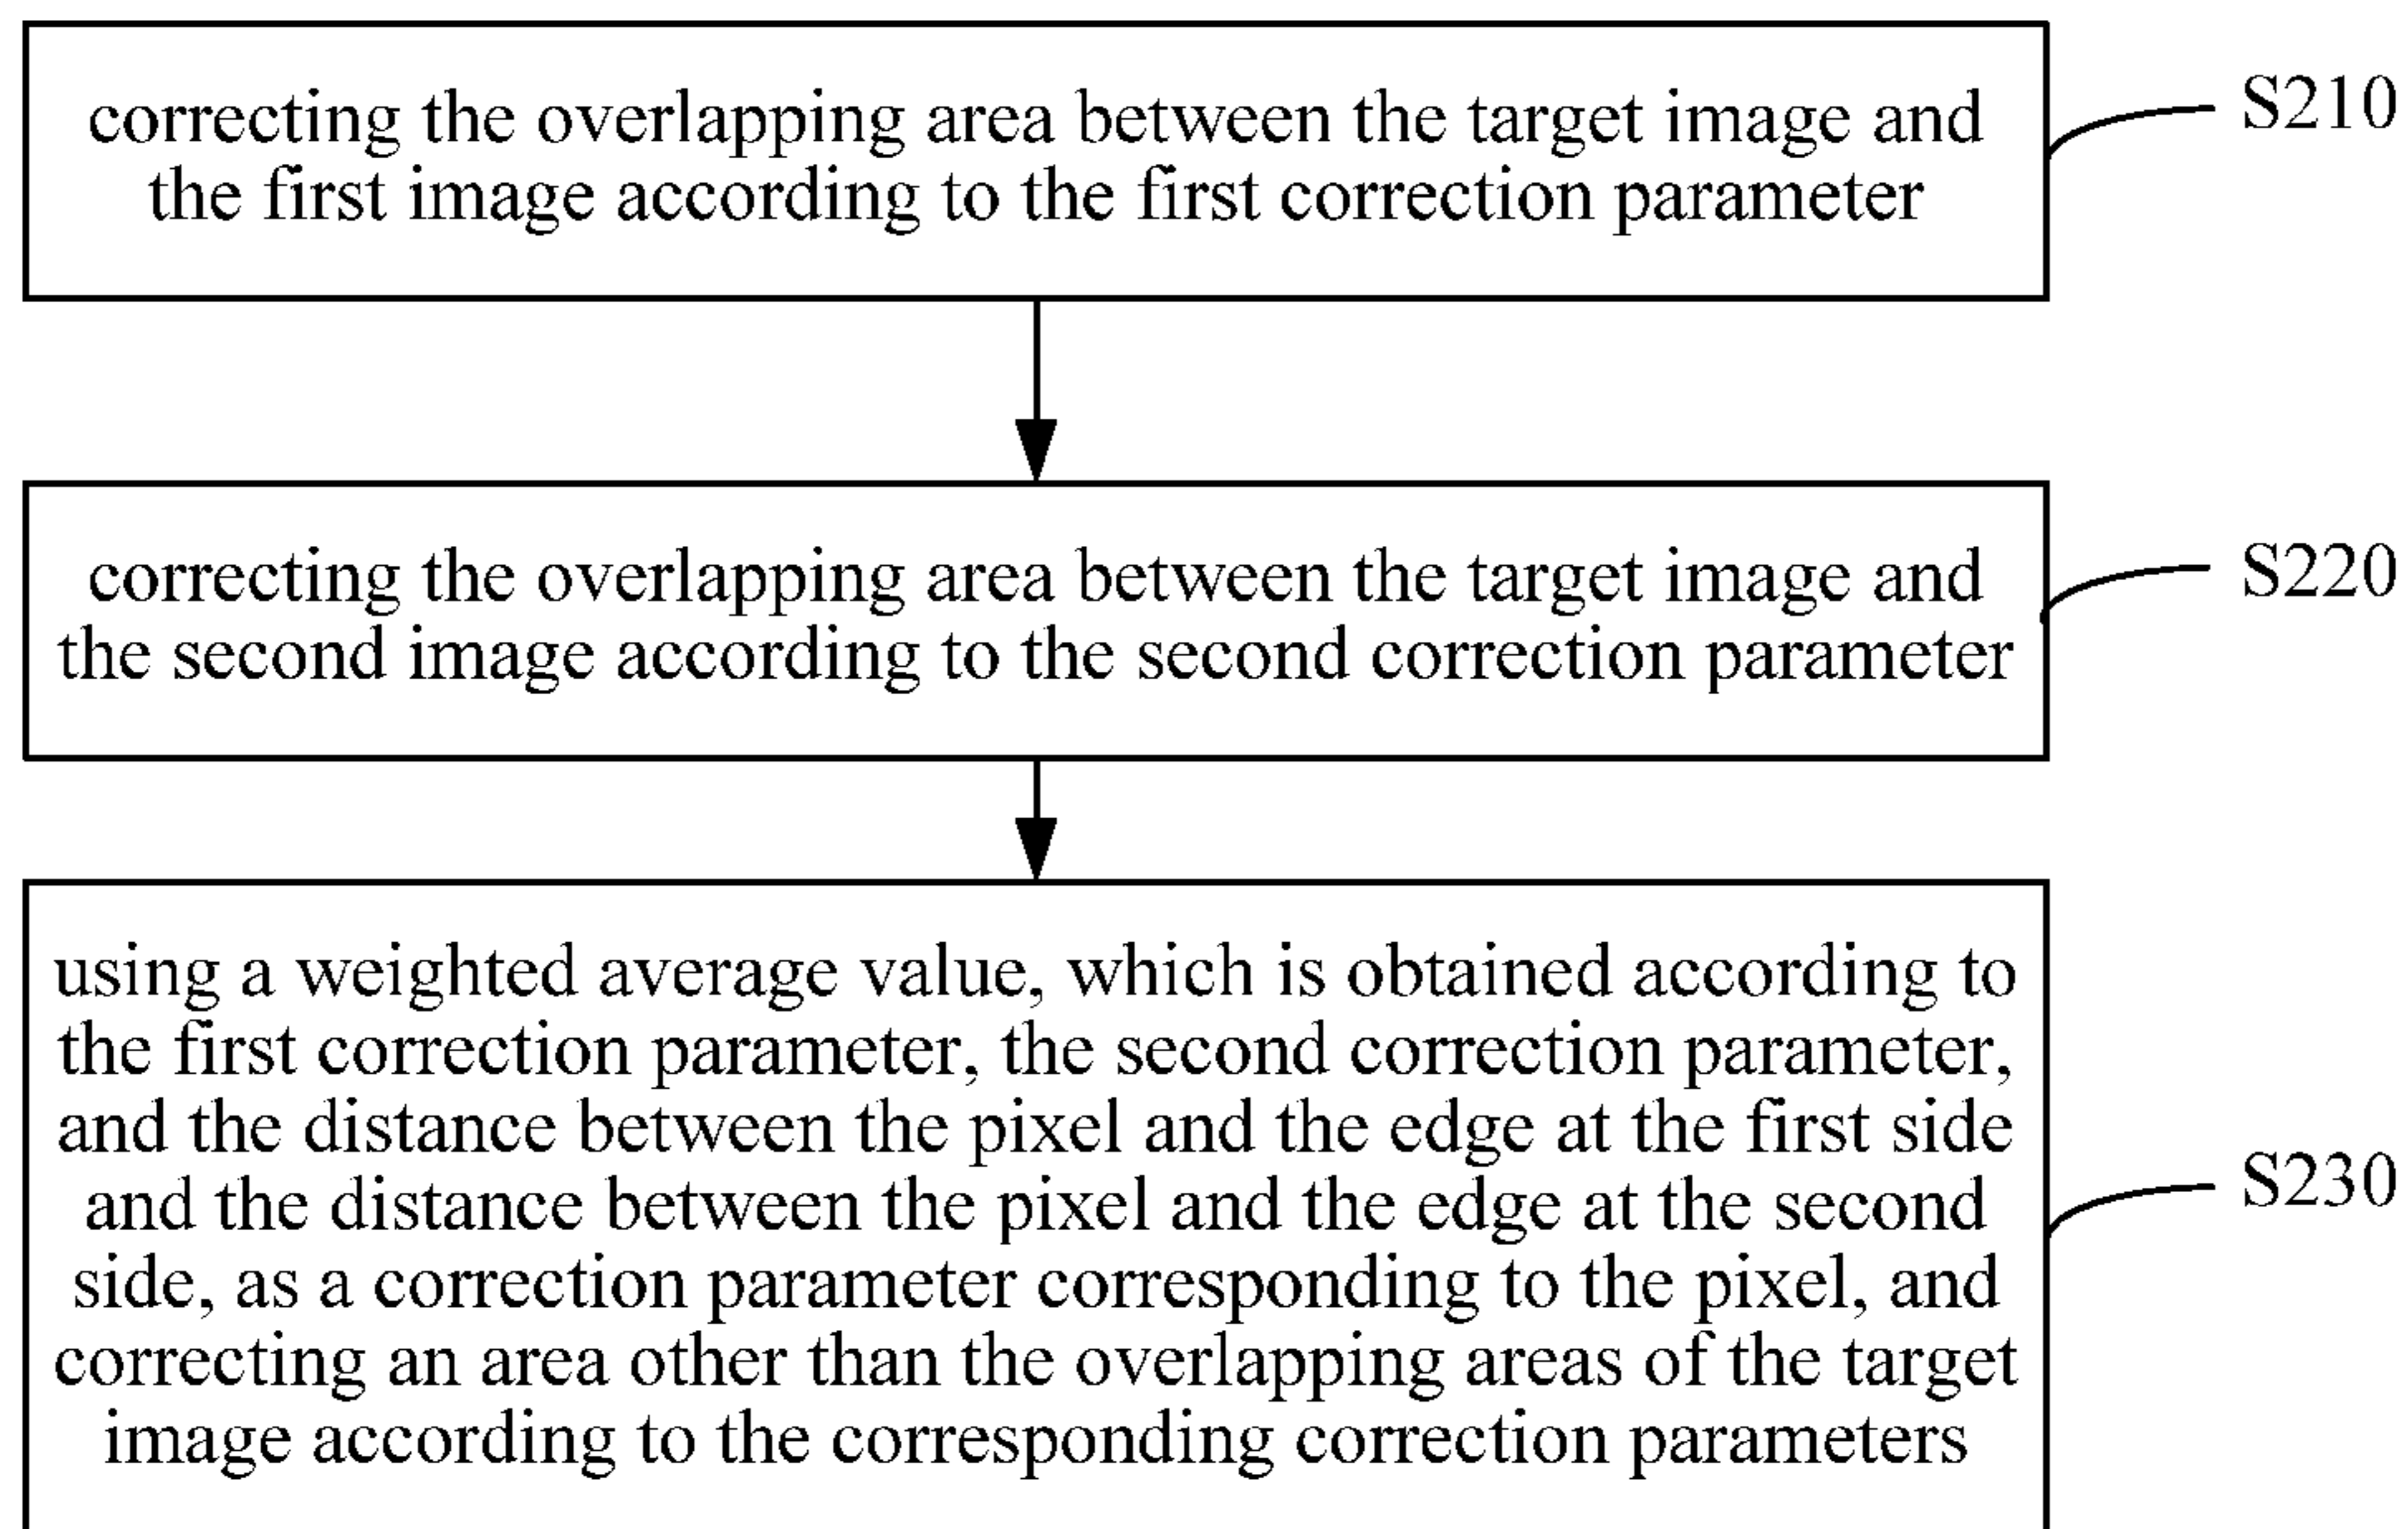 correcting the overlapping area between the target image and
the first image according to the first correction parameter
S210
correcting the overlapping area between the target image and
the second image according to the second correction parameter
S220
using a weighted average value, which is obtained according to
the first correction parameter, the second correction parameter,
and the distance between the pixel and the edge at the first side
and the distance between the pixel and the edge at the second
side, as a correction parameter corresponding to the pixel, and
correcting an area other than the overlapping areas of the target
image according to the corresponding correction parameters
S230